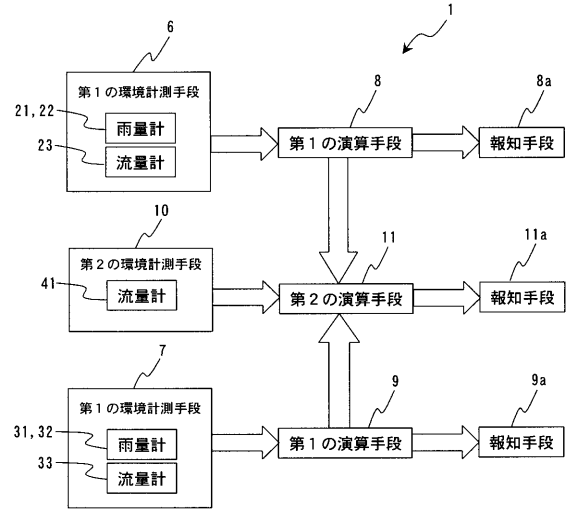 1
6
第1の環境計測手段
21,22
雨量計
23
流量計
8
第1の演算手段
8a
報知手段
10
第2の環境計測手段
41
流量計
11
第2の演算手段
11a
報知手段
7
第1の環境計測手段
31,32
雨量計
33
流量計
9
第1の演算手段
9a
報知手段